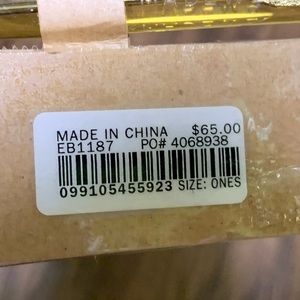 MADE IN CHINA $65.00
EB1187 PO# 4068938
099105455923 SIZE: ONES